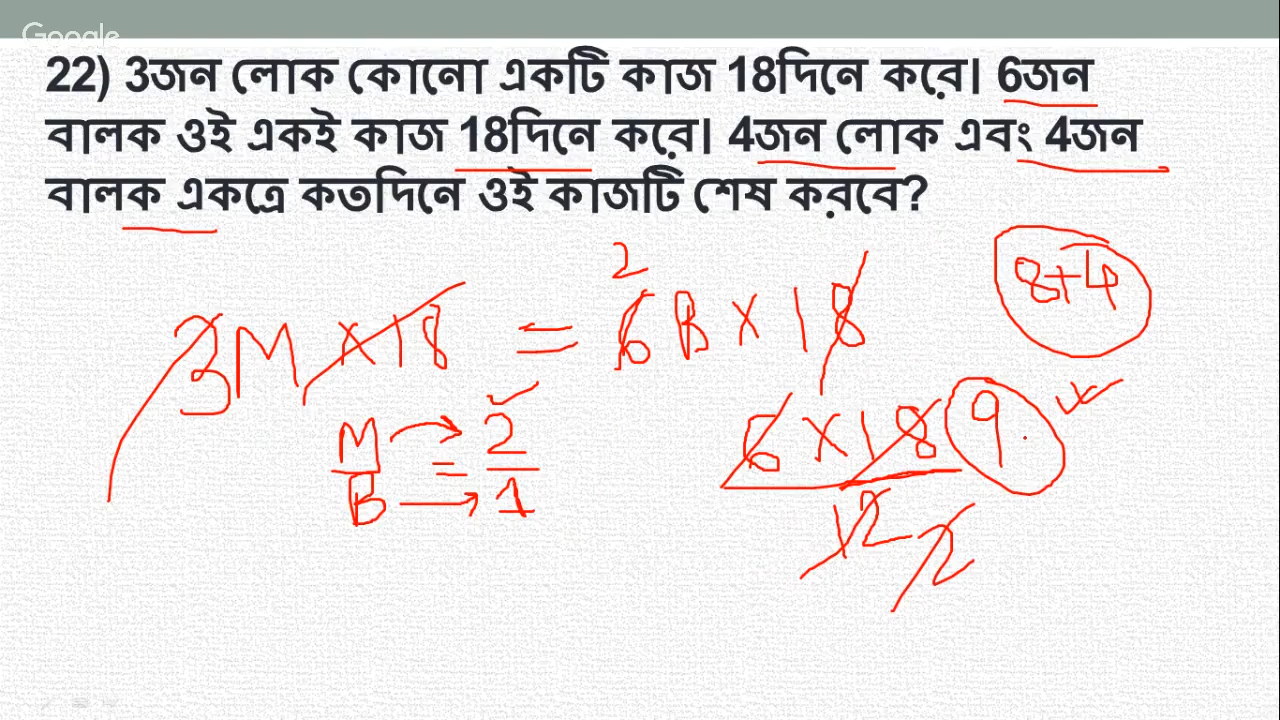 Google
22) 3জন লোক কোনো একটি কাজ 18দিনে করে। 6জন
বালক ওই একই কাজ 18দিনে করে। 4জন লোক এবং 4জন
বালক একত্রে কতদিনে ওই কাজটি শেষ করবে?
2
8+4
3M × 18 = 6B × 18
M = 2
B 1
6 × 18 9
12 2